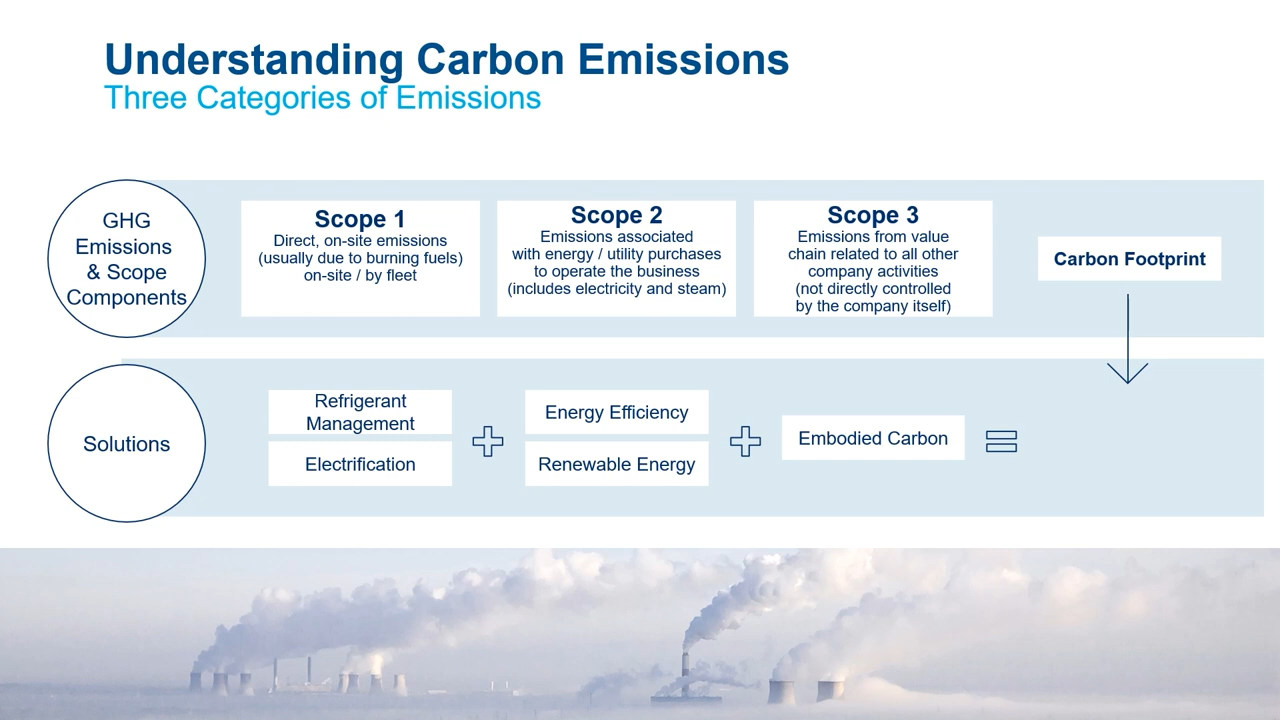 Understanding Carbon Emissions
Three Categories of Emissions
GHG
Emissions
& Scope
Components
Scope 1
Direct, on-site emissions
(usually due to burning fuels)
on-site / by fleet
Scope 2
Emissions associated
with energy / utility purchases
to operate the business
(includes electricity and steam)
Scope 3
Emissions from value
chain related to all other
company activities
(not directly controlled
by the company itself)
Carbon Footprint
Solutions
Refrigerant
Management
Electrification
Energy Efficiency
Renewable Energy
Embodied Carbon